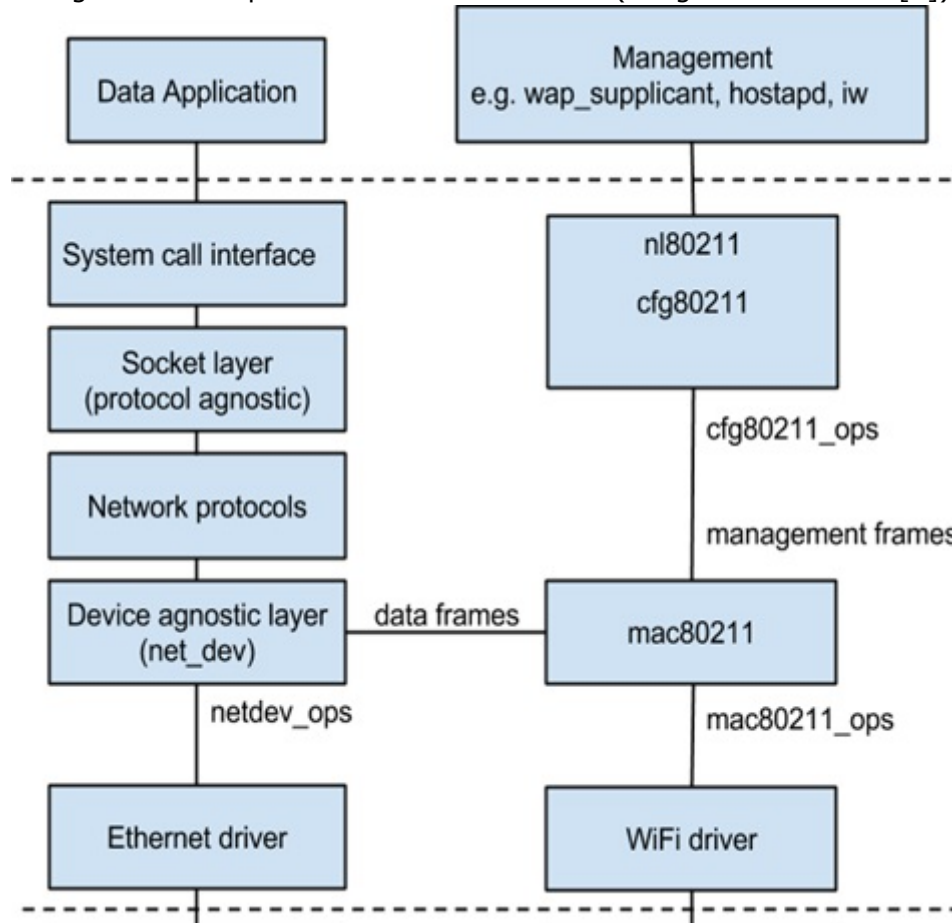 Data Application
Management
e.g. wap_supplicant, hostapd, iw
System call interface
nl80211
cfg80211
Socket layer
(protocol agnostic)
cfg80211_ops
Network protocols
management frames
Device agnostic layer
(net_dev)
data frames
mac80211
netdev_ops
mac80211_ops
Ethernet driver
WiFi driver